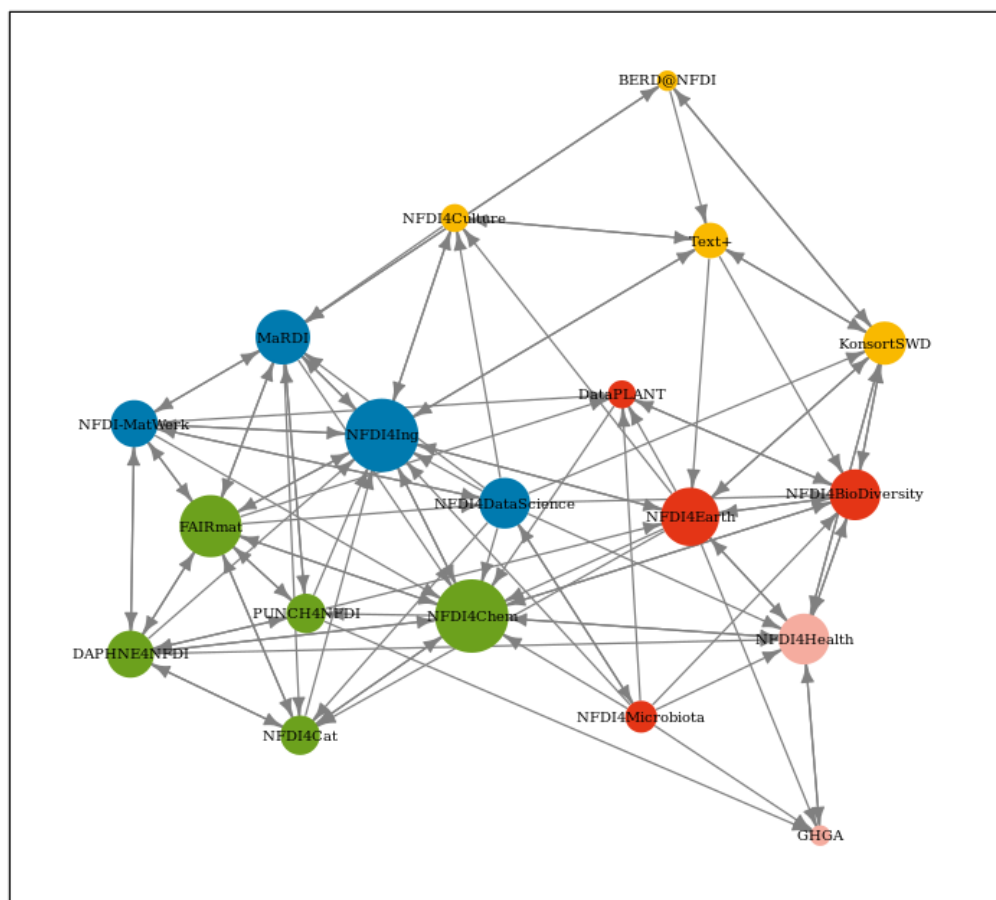 BERD@NFDI
NFDI4Culture
Text+
MaRDI
KonsortSWD
DataPLANT
NFDI-MatWerk
NFDI4Ing
NFDI4BioDiversity
NFDI4DataScience
NFDI4Earth
FAIRmat
PUNCH4NFDI
NFDI4Chem
NFDI4Health
DAPHNE4NFDI
NFDI4Microbiota
NFDI4Cat
GHGA